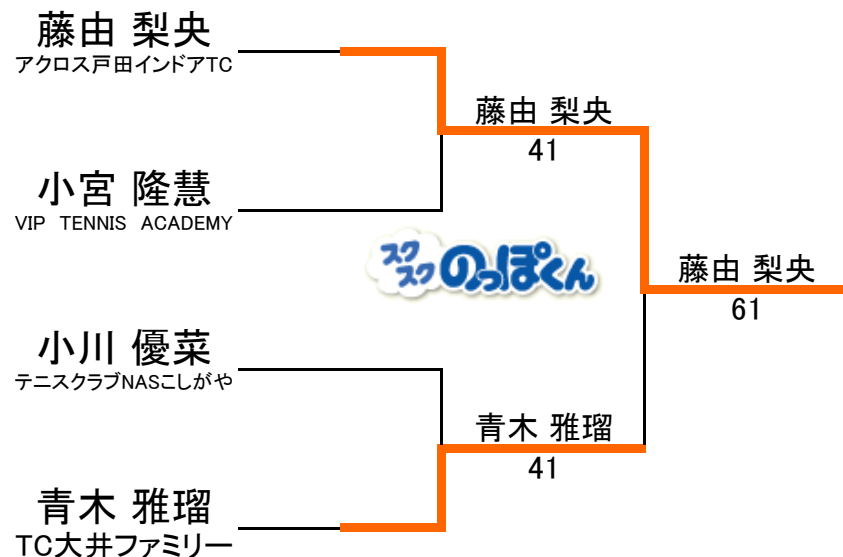 藤由 梨央
アクロス戸田インドアTC
小宮 隆慧
VIP TENNIS ACADEMY
小川 優菜
テニスクラブNASこしがや
青木 雅瑠
TC大井ファミリー
藤由 梨央
41
スクスクのっぽくん
青木 雅瑠
41
藤由 梨央
61